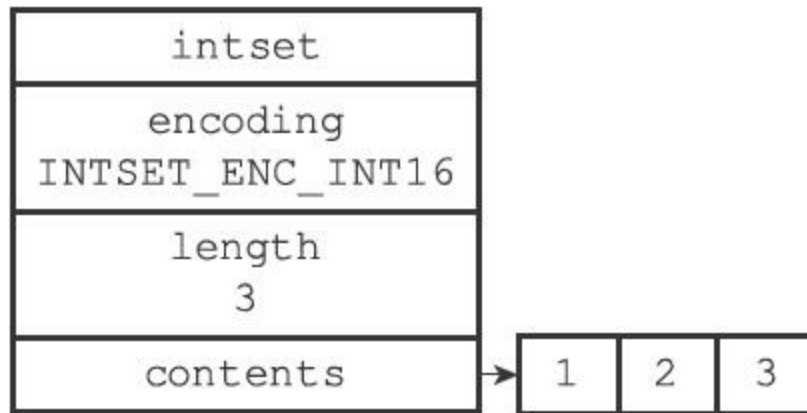 intset
encoding
INTSET_ENC_INT16
length
3
contents
1 2 3